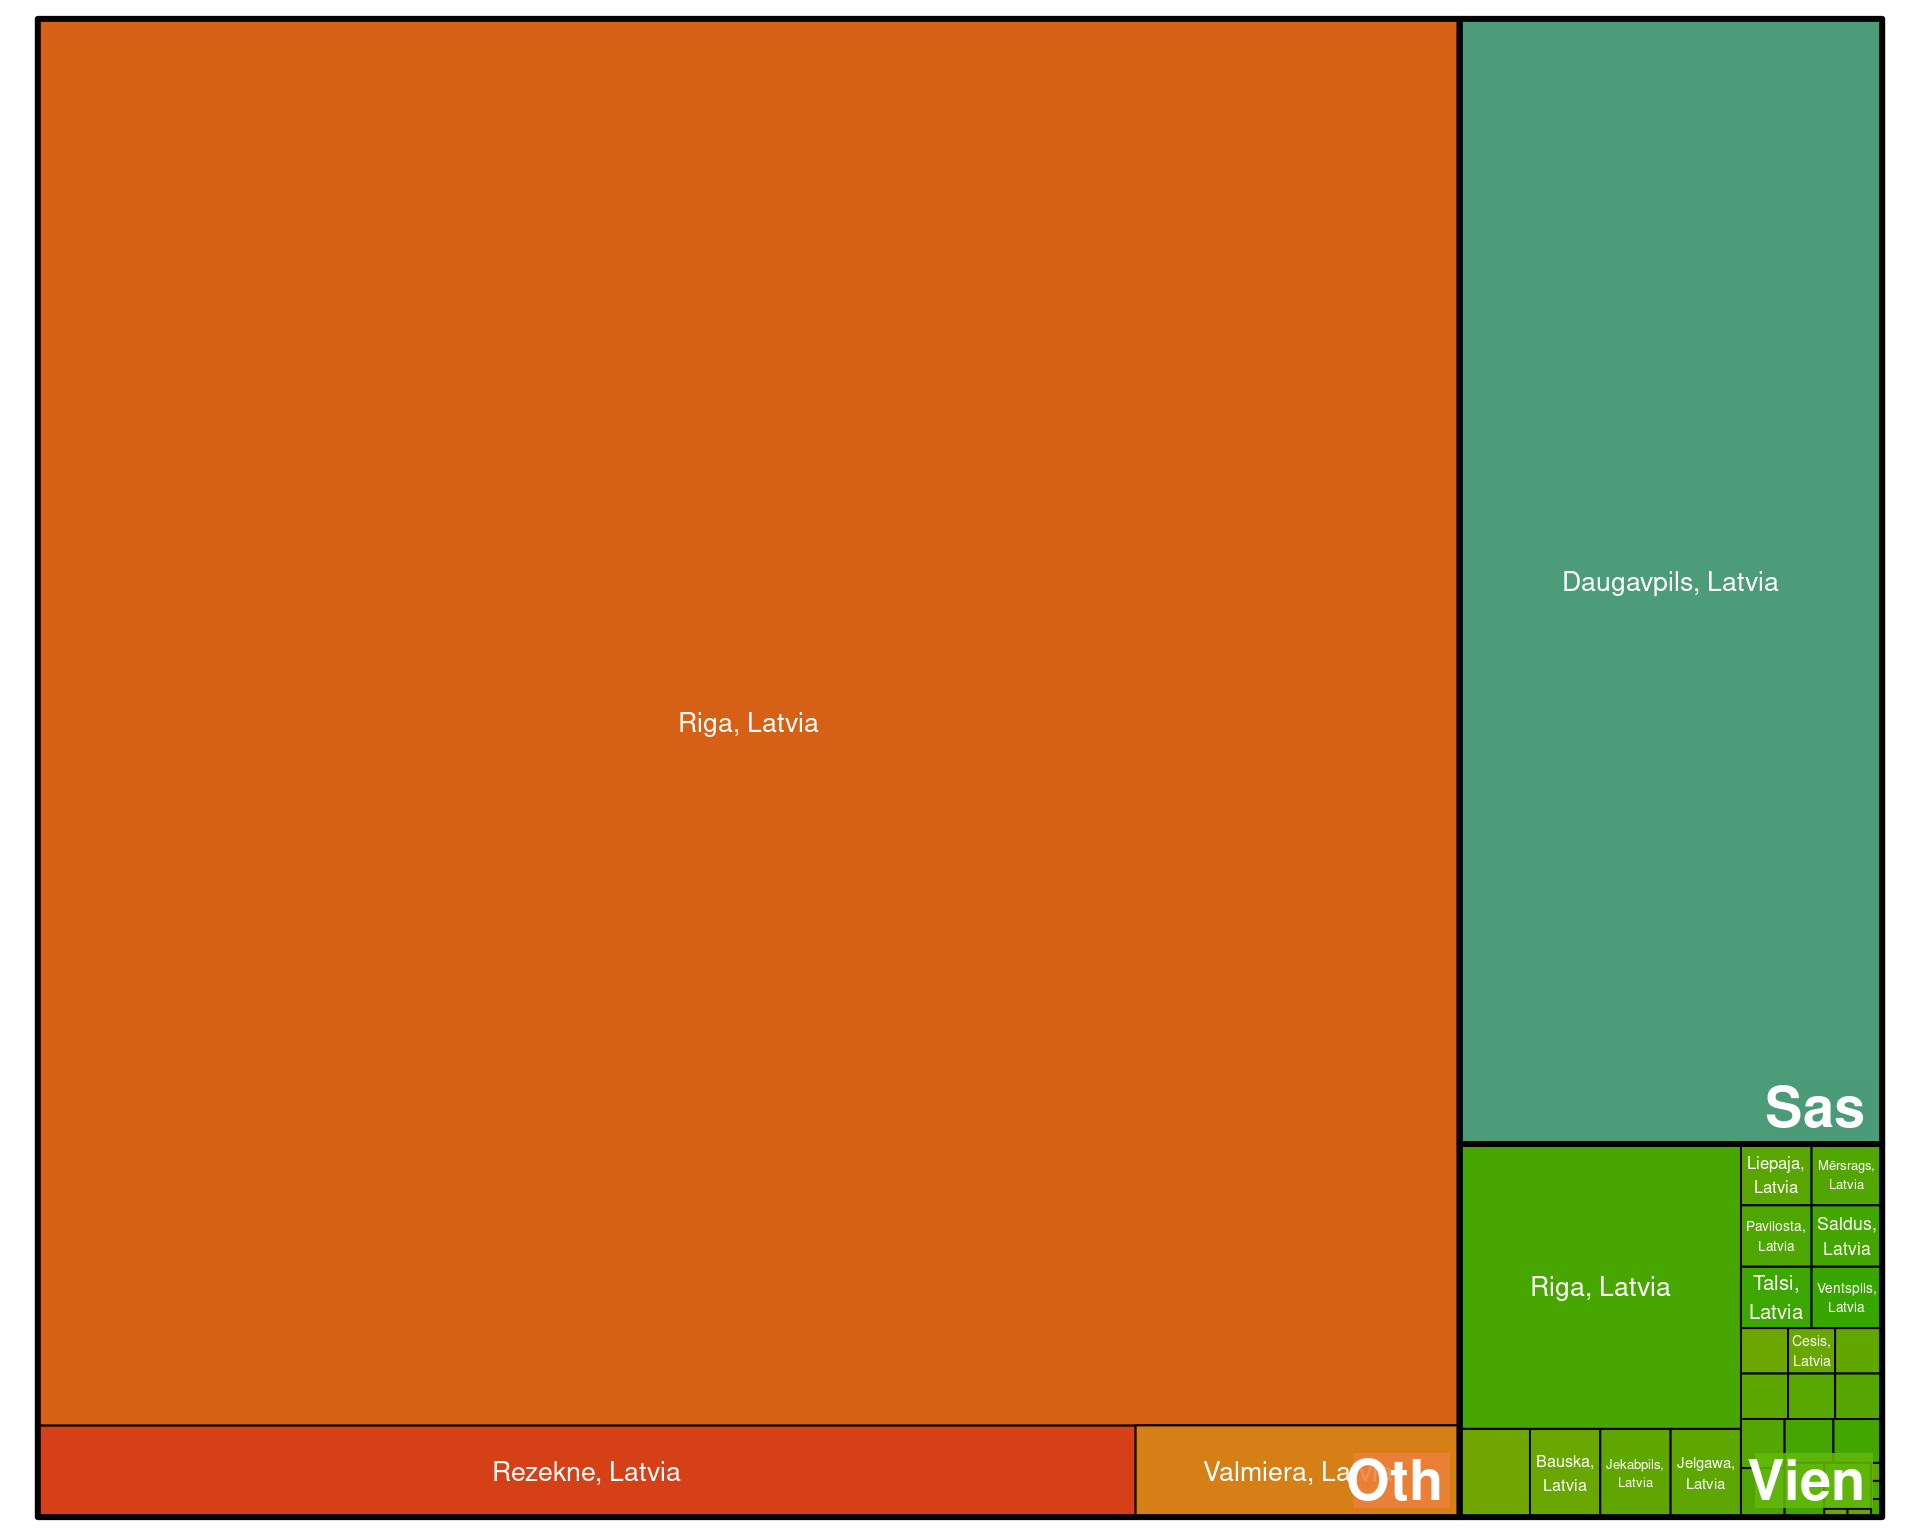 Riga, Latvia
Rezekne, Latvia
Valmiera,
Oth
Daugavpils, Latvia
Sas
Riga, Latvia
Bauska,
Latvia
Jekabpils,
Latvia
Jelgawa,
Latvia
Liepaja,
Latvia
Mērsrags,
Latvia
Pavilosta,
Latvia
Saldus,
Latvia
Talsi,
Latvia
Ventspils,
Latvia
Cesis,
Latvia
Vien